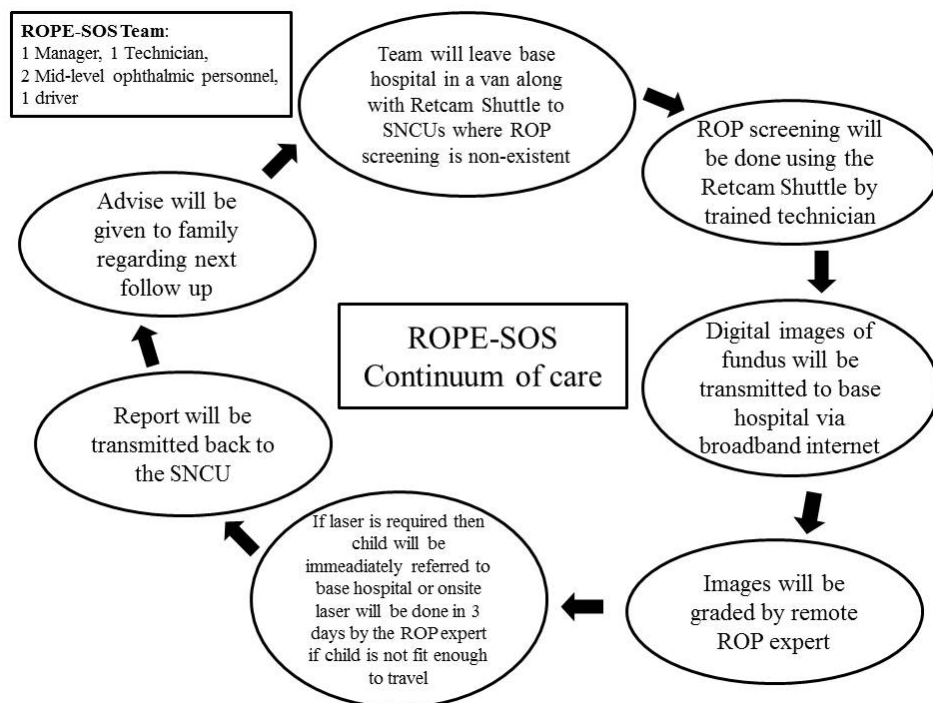 ROPE-SOS Team:
1 Manager, 1 Technician,
2 Mid-level ophthalmic personnel,
1 driver
Team will leave base
hospital in a van along
with Retcam Shuttle to
SNCUs where ROP
screening is non-existent
ROP screening will
be done using the
Retcam Shuttle by
trained technician
Digital images of
fundus will be
transmitted to base
hospital via
broadband internet
Images will be
graded by remote
ROP expert
If laser is required then
child will be
immeadiately referred to
base hospital or onsite
laser will be done in 3
days by the ROP expert
if child is not fit enough
to travel
Report will be
transmitted back to
the SNCU
Advise will be
given to family
regarding next
follow up
ROPE-SOS
Continuum of care